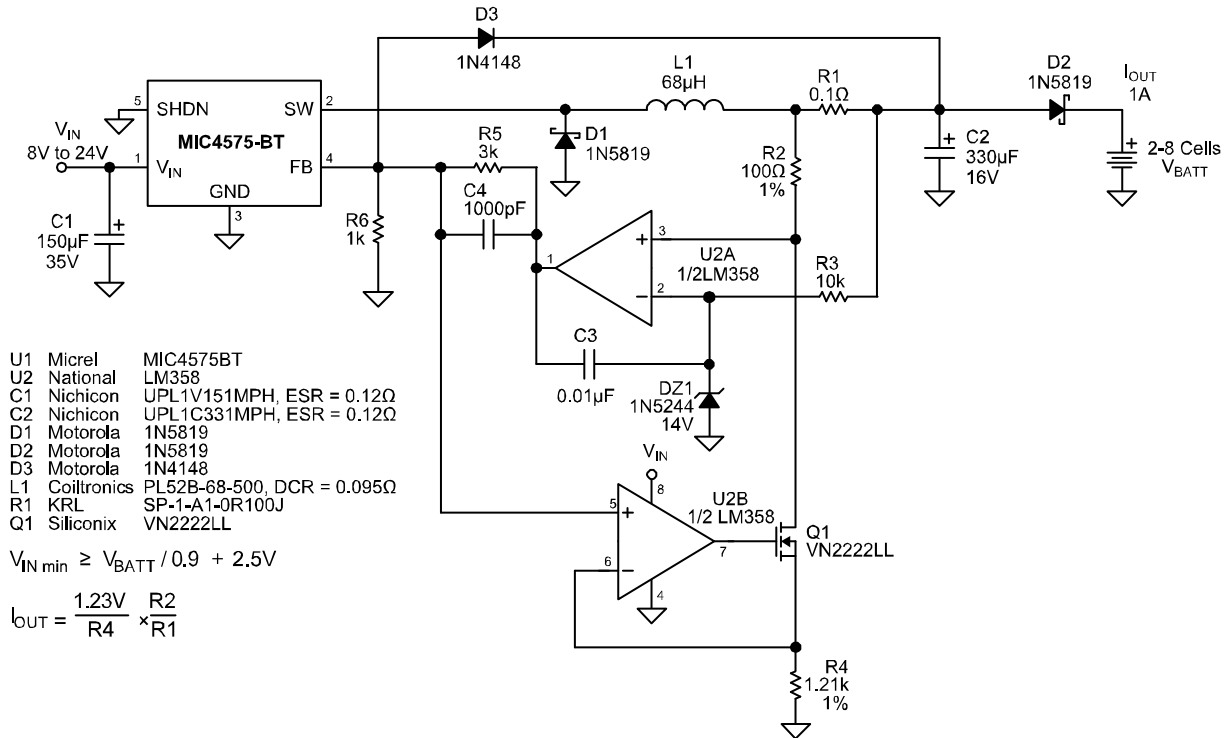 D3
1N4148
L1
68µH
R1
0.1Ω
D2
1N5819
I_OUT
1A
5
SHDN
SW
2
MIC4575-BT
V_IN
8V to 24V
1
V_IN
FB
4
GND
3
C1
150µF
35V
+
R5
3k
C4
1000pF
R6
1k
D1
1N5819
R2
100Ω
1%
+
C2
330µF
16V
+
2-8 Cells
V_BATT
1
+
3
U2A
1/2LM358
−
2
R3
10k
C3
0.01µF
DZ1
1N5244
14V
U1 Micrel MIC4575BT
U2 National LM358
C1 Nichicon UPL1V151MPH, ESR = 0.12Ω
C2 Nichicon UPL1C331MPH, ESR = 0.12Ω
D1 Motorola 1N5819
D2 Motorola 1N5819
D3 Motorola 1N4148
L1 Coiltronics PL52B-68-500, DCR = 0.095Ω
R1 KRL SP-1-A1-0R100J
Q1 Siliconix VN2222LL
V_IN min ≥ V_BATT / 0.9 + 2.5V
I_OUT = 1.23V/R4 × R2/R1
V_IN
8
5
+
U2B
1/2 LM358
7
6
−
4
Q1
VN2222LL
R4
1.21k
1%